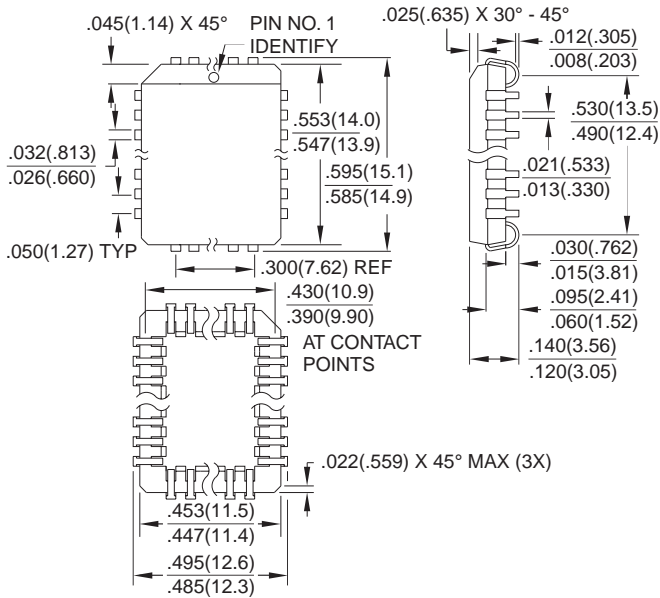 .045(1.14) X 45°
PIN NO. 1
IDENTIFY
.025(.635) X 30° - 45°
.012(.305)
.008(.203)
.553(14.0)
.547(13.9)
.530(13.5)
.490(12.4)
.032(.813)
.026(.660)
.595(15.1)
.585(14.9)
.021(.533)
.013(.330)
.050(1.27) TYP
.300(7.62) REF
.030(.762)
.015(3.81)
.430(10.9)
.390(9.90)
AT CONTACT
POINTS
.095(2.41)
.060(1.52)
.140(3.56)
.120(3.05)
.022(.559) X 45° MAX (3X)
.453(11.5)
.447(11.4)
.495(12.6)
.485(12.3)